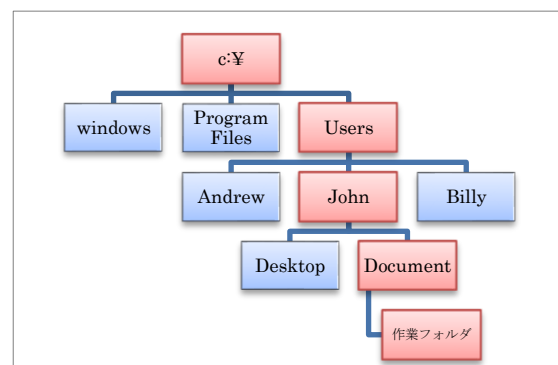 c:¥
windows
Program
Files
Users
Andrew
John
Billy
Desktop
Document
作業フォルダ